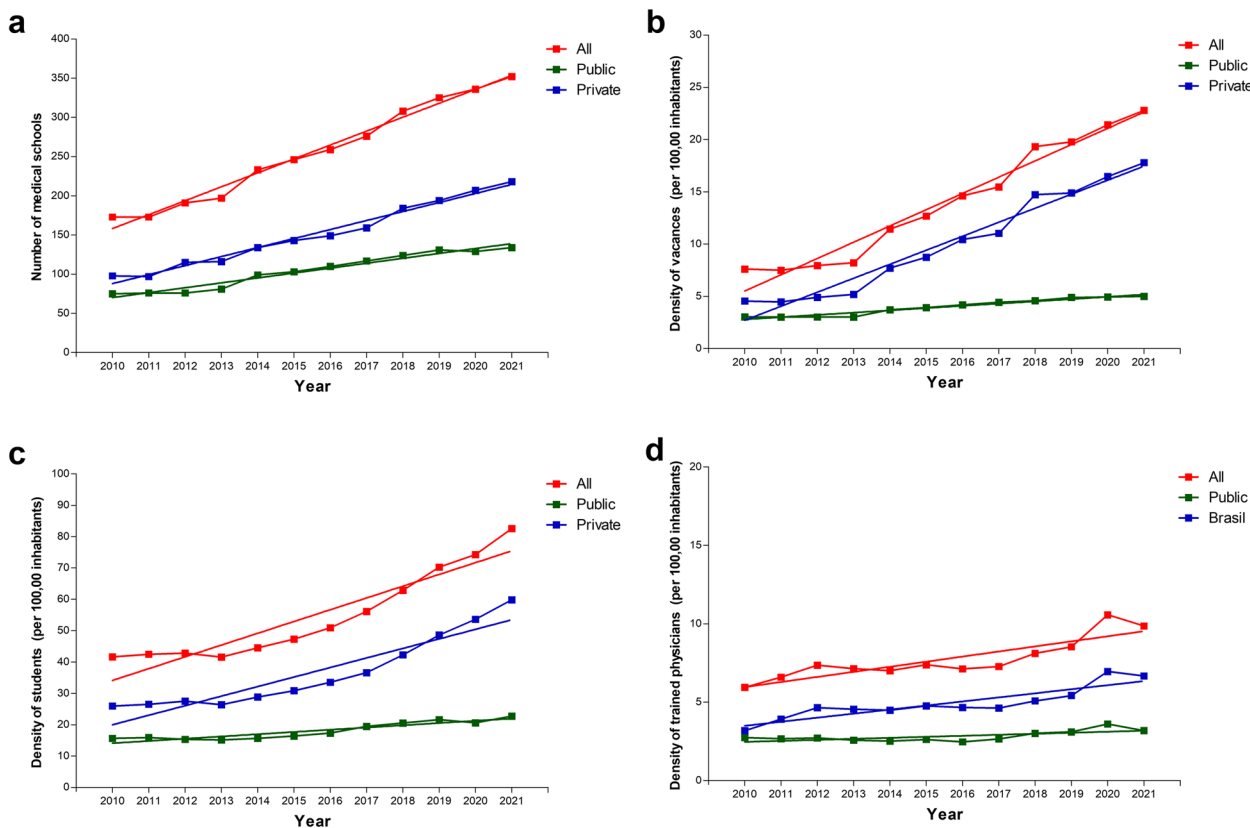 a
Number of medical schools
400
350
300
250
200
150
100
50
0
2010 2011 2012 2013 2014 2015 2016 2017 2018 2019 2020 2021
Year
All
Public
Private
b
Density of vacancies (per 100,00 inhabitants)
30
25
20
15
10
5
0
2010 2011 2012 2013 2014 2015 2016 2017 2018 2019 2020 2021
Year
All
Public
Private
c
Density of students (per 100,00 inhabitants)
100
90
80
70
60
50
40
30
20
10
0
2010 2011 2012 2013 2014 2015 2016 2017 2018 2019 2020 2021
Year
All
Public
Private
d
Density of trained physicians (per 100,00 inhabitants)
20
15
10
5
0
2010 2011 2012 2013 2014 2015 2016 2017 2018 2019 2020 2021
Year
All
Public
Brasil